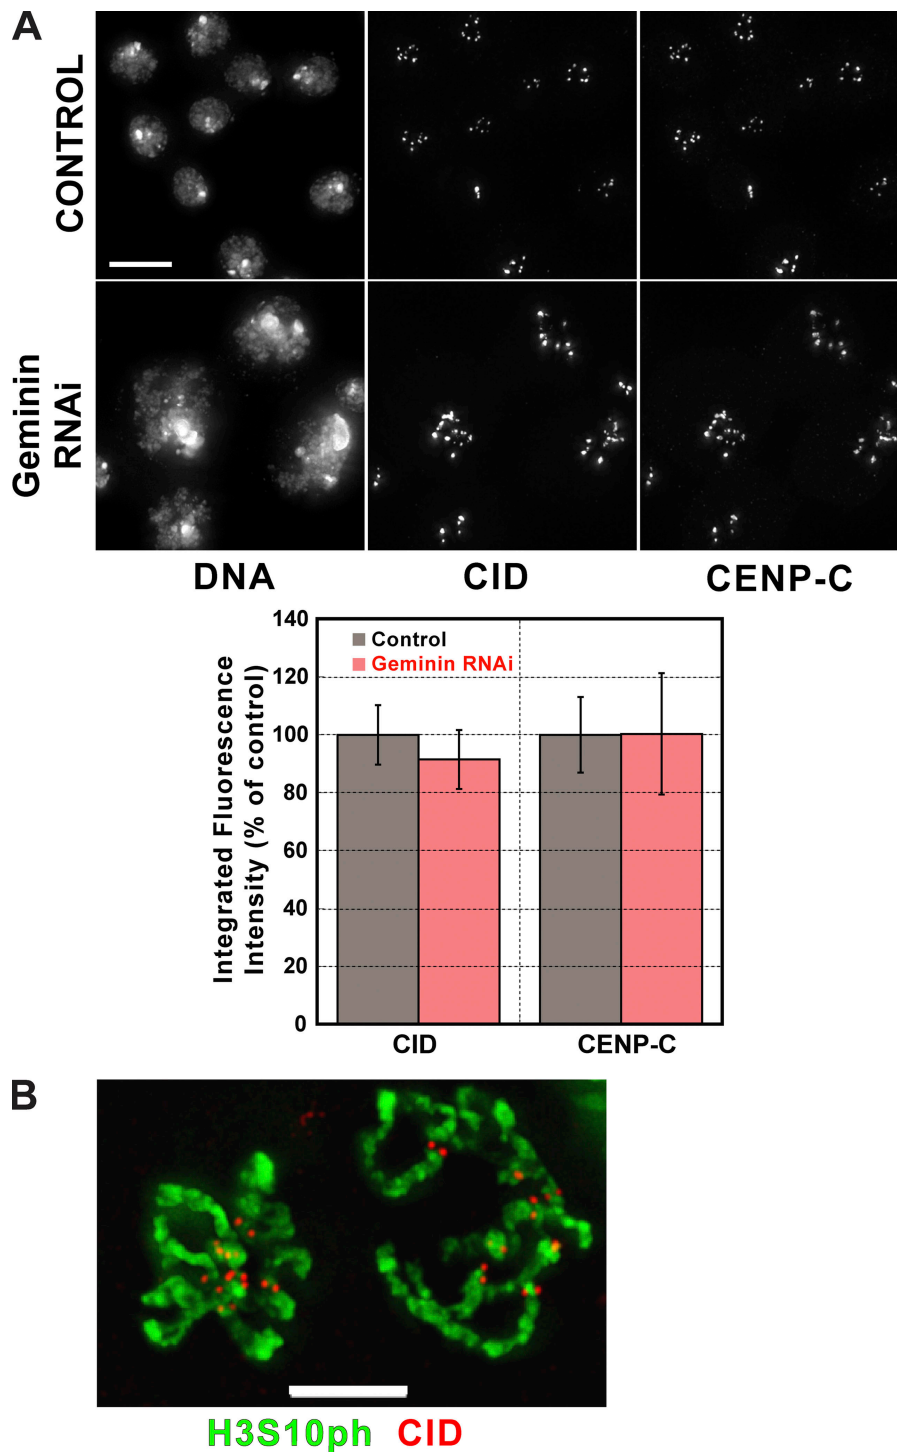 A
CONTROL
Geminin
RNAi
DNA
CID
CENP-C
140
120
100
80
60
40
20
0
Integrated Fluorescence
Intensity (% of control)
Control
Geminin RNAi
CID
CENP-C
B
H3S10ph CID